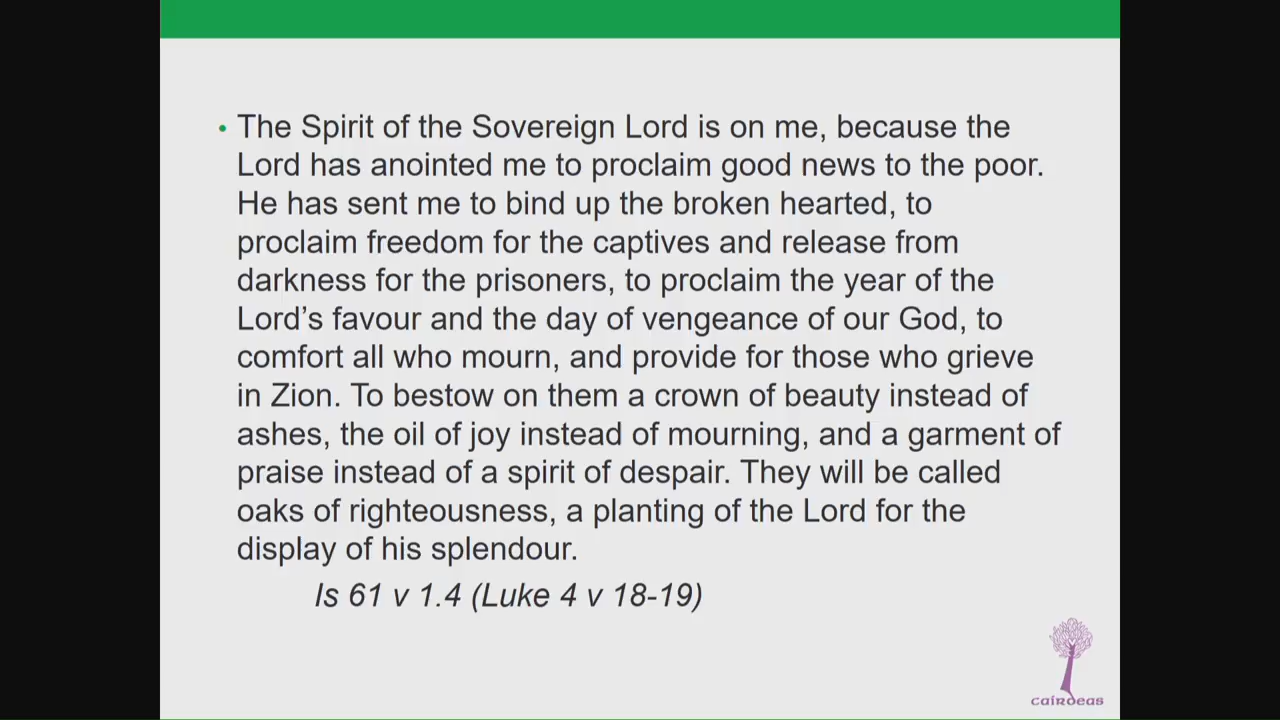 • The Spirit of the Sovereign Lord is on me, because the
Lord has anointed me to proclaim good news to the poor.
He has sent me to bind up the broken hearted, to
proclaim freedom for the captives and release from
darkness for the prisoners, to proclaim the year of the
Lord’s favour and the day of vengeance of our God, to
comfort all who mourn, and provide for those who grieve
in Zion. To bestow on them a crown of beauty instead of
ashes, the oil of joy instead of mourning, and a garment of
praise instead of a spirit of despair. They will be called
oaks of righteousness, a planting of the Lord for the
display of his splendour.
Is 61 v 1.4 (Luke 4 v 18-19)
cairdeas